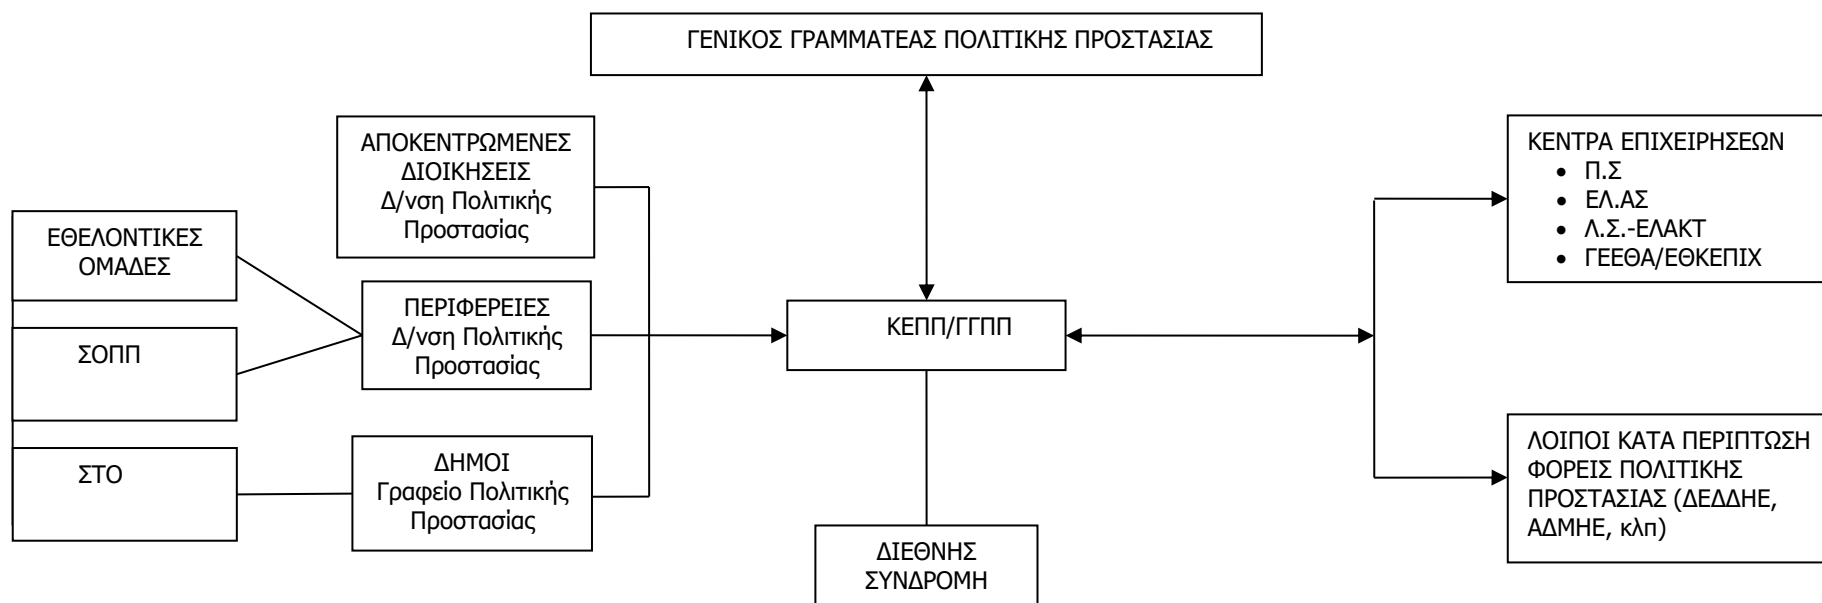 ΓΕΝΙΚΟΣ ΓΡΑΜΜΑΤΕΑΣ ΠΟΛΙΤΙΚΗΣ ΠΡΟΣΤΑΣΙΑΣ
ΑΠΟΚΕΝΤΡΩΜΕΝΕΣ
ΔΙΟΙΚΗΣΕΙΣ
Δ/νση Πολιτικής
Προστασίας
ΚΕΝΤΡΑ ΕΠΙΧΕΙΡΗΣΕΩΝ
• Π.Σ
• ΕΛ.ΑΣ
• Λ.Σ.-ΕΛΑΚΤ
• ΓΕΕΘΑ/ΕΘΚΕΠΙΧ
ΕΘΕΛΟΝΤΙΚΕΣ
ΟΜΑΔΕΣ
ΠΕΡΙΦΕΡΕΙΕΣ
Δ/νση Πολιτικής
Προστασίας
ΚΕΠΠ/ΓΓΠΠ
ΣΟΠΠ
ΣΤΟ
ΔΗΜΟΙ
Γραφείο Πολιτικής
Προστασίας
ΛΟΙΠΟΙ ΚΑΤΑ ΠΕΡΙΠΤΩΣΗ
ΦΟΡΕΙΣ ΠΟΛΙΤΙΚΗΣ
ΠΡΟΣΤΑΣΙΑΣ (ΔΕΔΔΗΕ,
ΑΔΜΗΕ, κλπ)
ΔΙΕΘΝΗΣ
ΣΥΝΔΡΟΜΗ